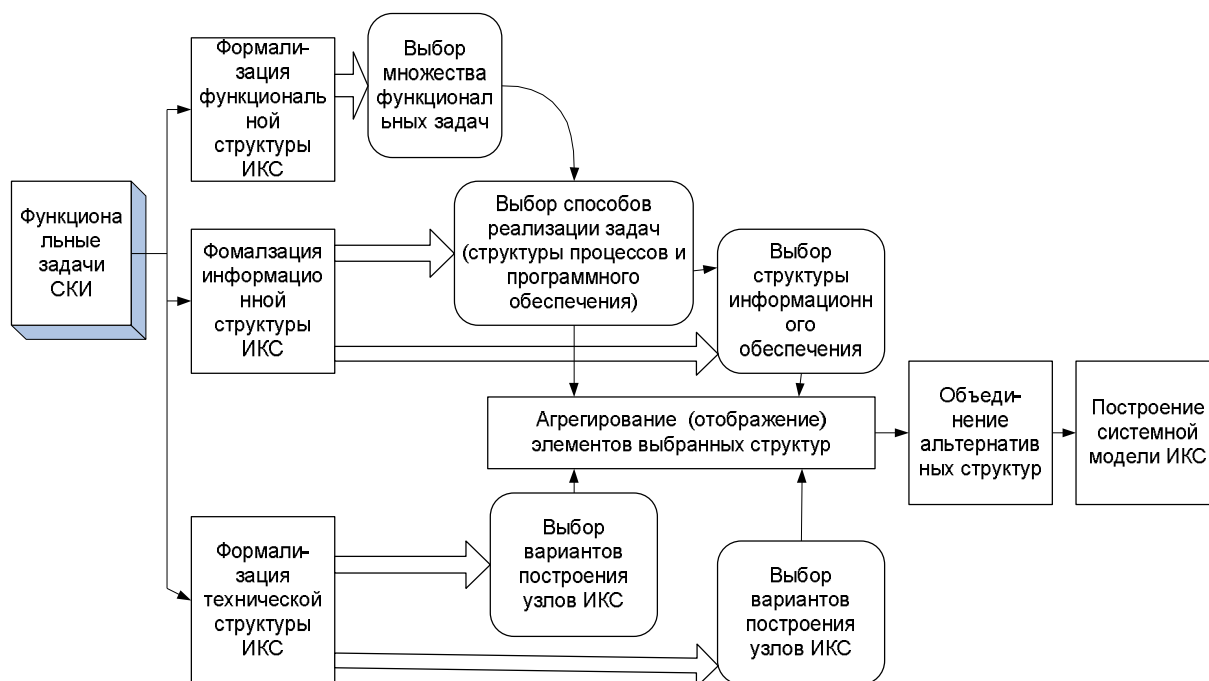 Функциона
льные
задачи
СКИ
Формали-
зация
функциональ
ной
структуры
ИКС
Выбор
множества
функционал
ьных задач
Фомалзация
информацио
нной
структуры
ИКС
Выбор способов
реализации задач
(структуры процессов и
программного
обеспечения)
Выбор
структуры
информационн
ого
обеспечения
Агрегирование (отображение)
элементов выбранных структур
Объеди-
нение
альтернатив
ных структур
Построение
системной
модели ИКС
Формали-
зация
технической
структуры
ИКС
Выбор
вариантов
построения
узлов ИКС
Выбор
вариантов
построения
узлов ИКС